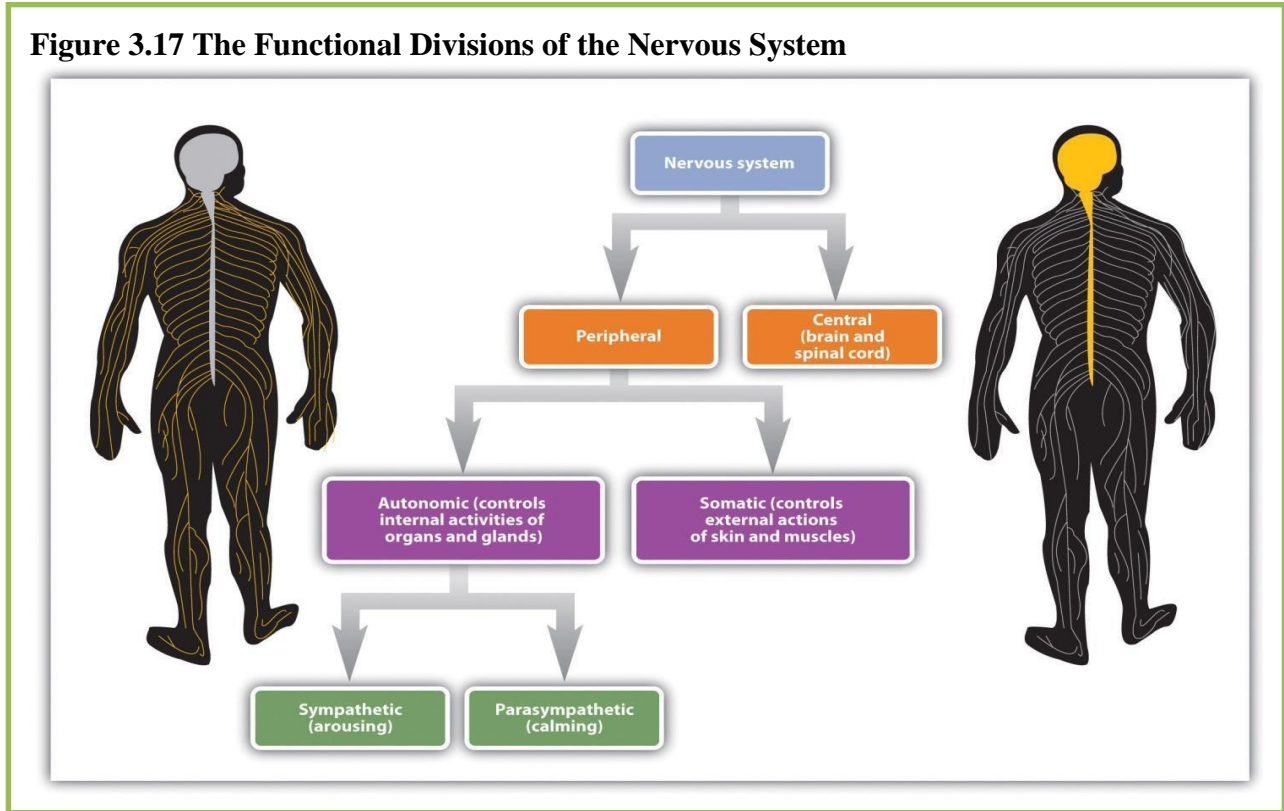 Figure 3.17 The Functional Divisions of the Nervous System
Nervous system
Peripheral
Central
(brain and
spinal cord)
Autonomic (controls
internal activities of
organs and glands)
Somatic (controls
external actions
of skin and muscles)
Sympathetic
(arousing)
Parasympathetic
(calming)